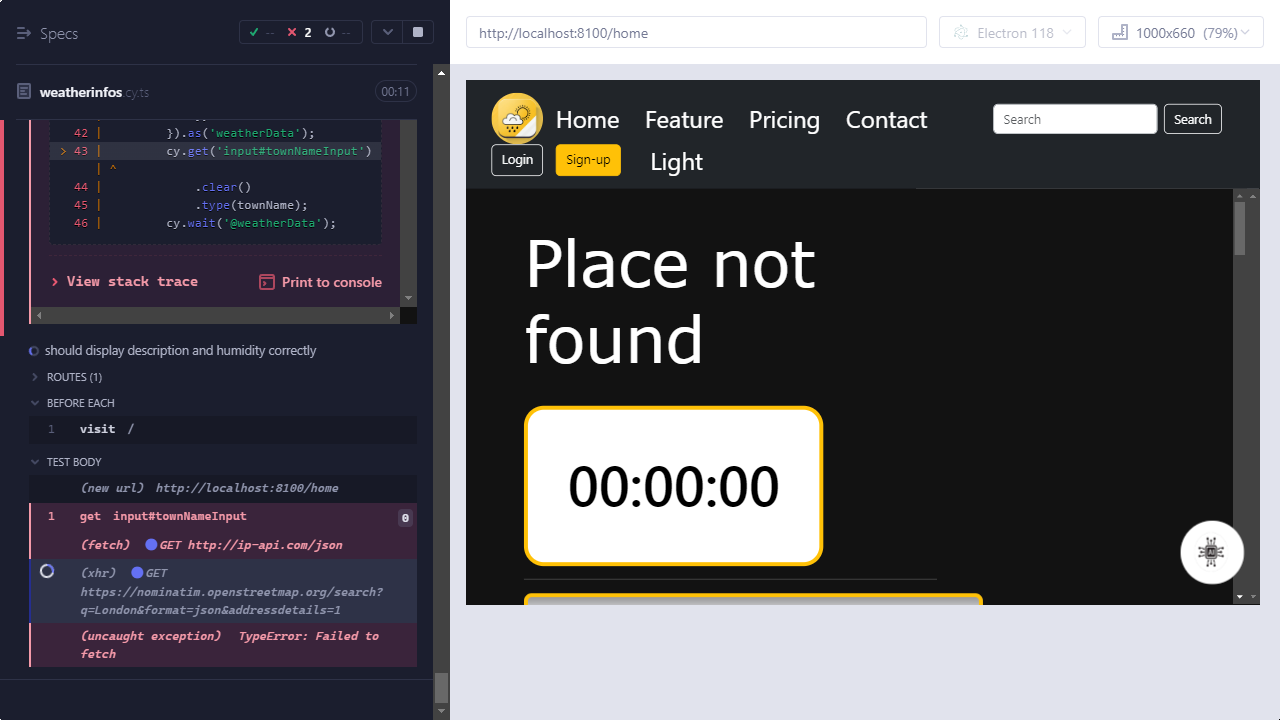 Specs
-- 2 --
weatherinfos.cy.ts 00:11
42 | }).as('weatherData');
> 43 | cy.get('input#townNameInput')
| ^
44 | .clear()
45 | .type(townName);
46 | cy.wait('@weatherData');
> View stack trace
Print to console
should display description and humidity correctly
ROUTES (1)
BEFORE EACH
1 visit /
TEST BODY
(new url) http://localhost:8100/home
1 get input#townNameInput 0
(fetch) GET http://ip-api.com/json
(xhr) GET
https://nominatim.openstreetmap.org/search?
q=London&format=json&addressdetails=1
(uncaught exception) TypeError: Failed to
fetch
http://localhost:8100/home
Electron 118
1000x660 (79%)
Home Feature Pricing Contact
Search Search
Login Sign-up Light
Place not
found
00:00:00
AI